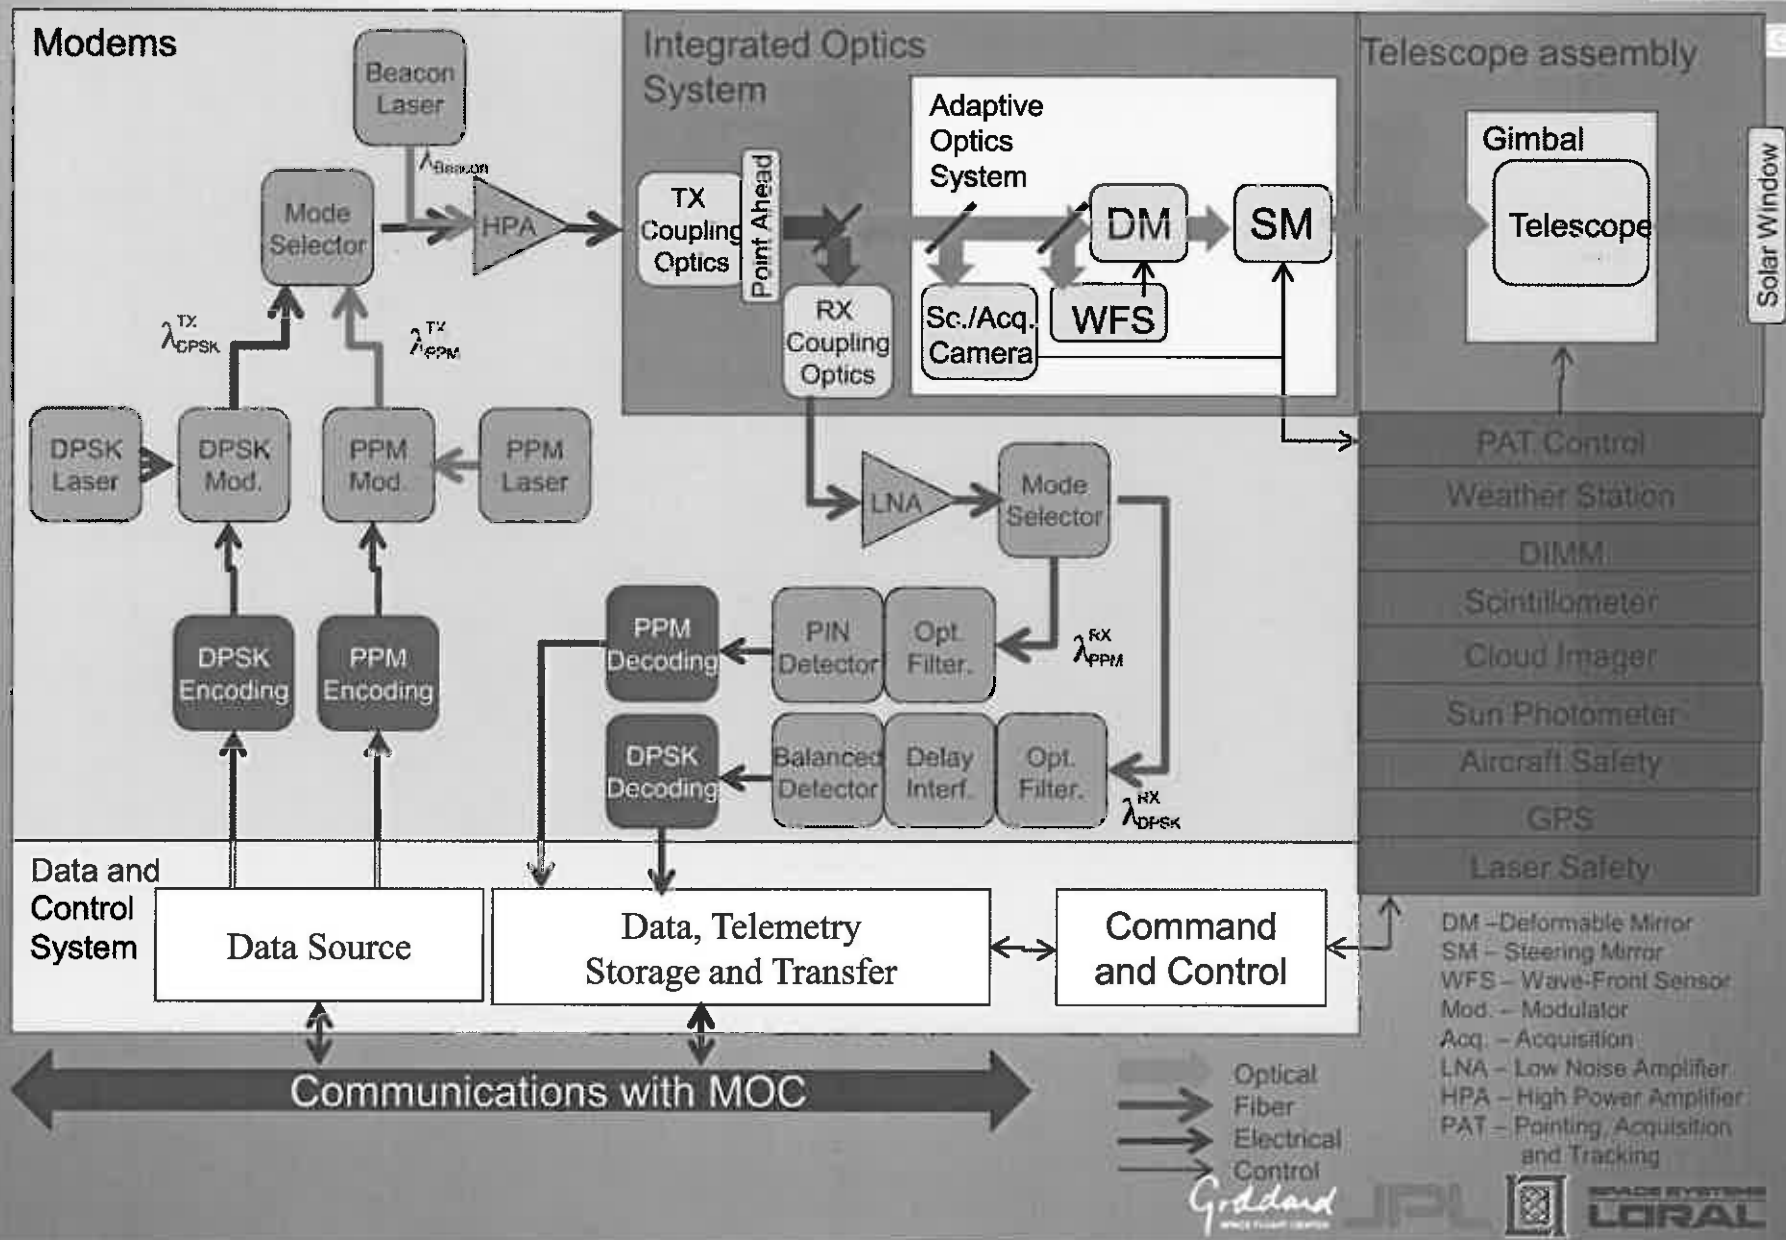 Modems
Beacon
Laser
λBeacon
Mode
Selector
HPA
λTX DPSK
λTX PPM
DPSK
Laser
DPSK
Mod.
PPM
Mod.
PPM
Laser
DPSK
Encoding
PPM
Encoding
Integrated Optics
System
TX
Coupling
Optics
Point Ahead
RX
Coupling
Optics
Adaptive
Optics
System
DM
SM
Sc./Acq.
Camera
WFS
Telescope assembly
Gimbal
Telescope
Solar Window
LNA
Mode
Selector
PPM
Decoding
PIN
Detector
Opt.
Filter.
λRX PPM
DPSK
Decoding
Balanced
Detector
Delay
Interf.
Opt.
Filter.
λRX DPSK
PAT Control
Weather Station
DIMM
Scintillometer
Cloud Imager
Sun Photometer
Aircraft Safety
GPS
Laser Safety
Data and
Control
System
Data Source
Data, Telemetry
Storage and Transfer
Command
and Control
Communications with MOC
Optical
Fiber
Electrical
Control
DM –Deformable Mirror
SM – Steering Mirror
WFS – Wave-Front Sensor
Mod. – Modulator
Acq. – Acquisition
LNA – Low Noise Amplifier
HPA – High Power Amplifier
PAT – Pointing, Acquisition
and Tracking
Goddard
SPACE FLIGHT CENTER
JPL
SPACE SYSTEMS
LORAL